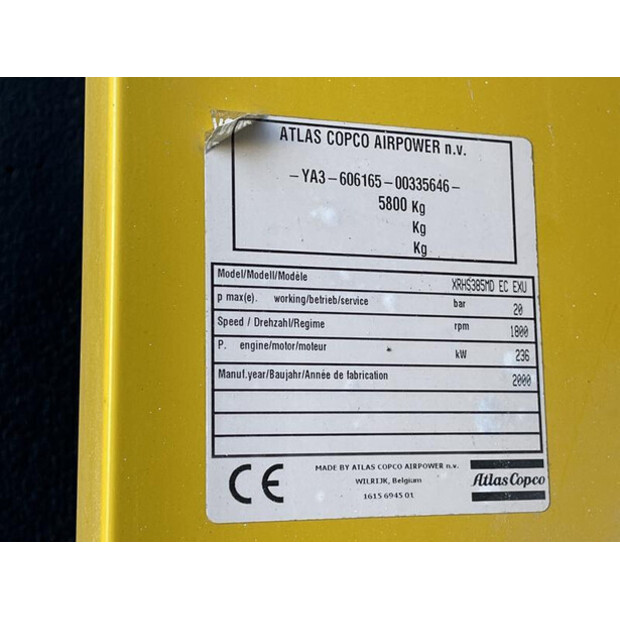 ATLAS COPCO AIRPOWER n.v.
-YA3-606165-00335646-
5800 Kg
Kg
Kg
Model/Modell/Modèle XRHS385MD EC EXU
p max(e). working/betrieb/service bar 20
Speed / Drehzahl/Regime rpm 1800
P. engine/motor/moteur kW 236
Manuf.year/Baujahr/Année de fabrication 2000
CE
MADE BY ATLAS COPCO AIRPOWER n.v.
WILRIJK, Belgium
1615 6945 01
Atlas Copco